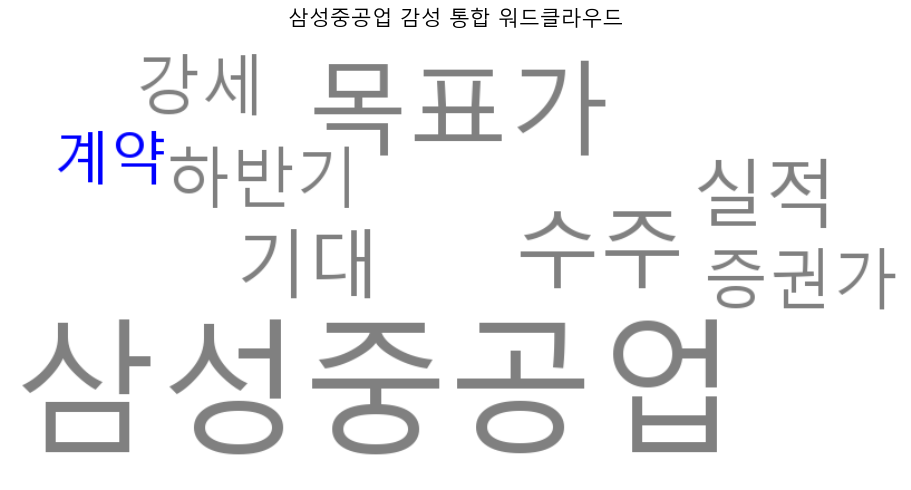 삼성중공업 감성 통합 워드클라우드
강세
목표가
계약
하반기
실적
수주
기대
증권가
삼성중공업